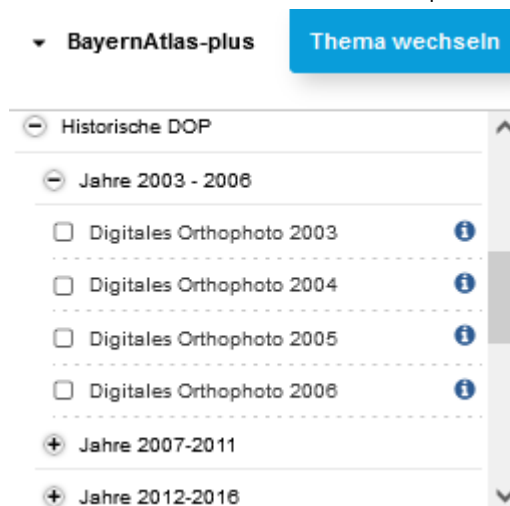 BayernAtlas-plus Thema wechseln
Historische DOP
Jahre 2003 - 2006
Digitales Orthophoto 2003
Digitales Orthophoto 2004
Digitales Orthophoto 2005
Digitales Orthophoto 2006
Jahre 2007-2011
Jahre 2012-2016